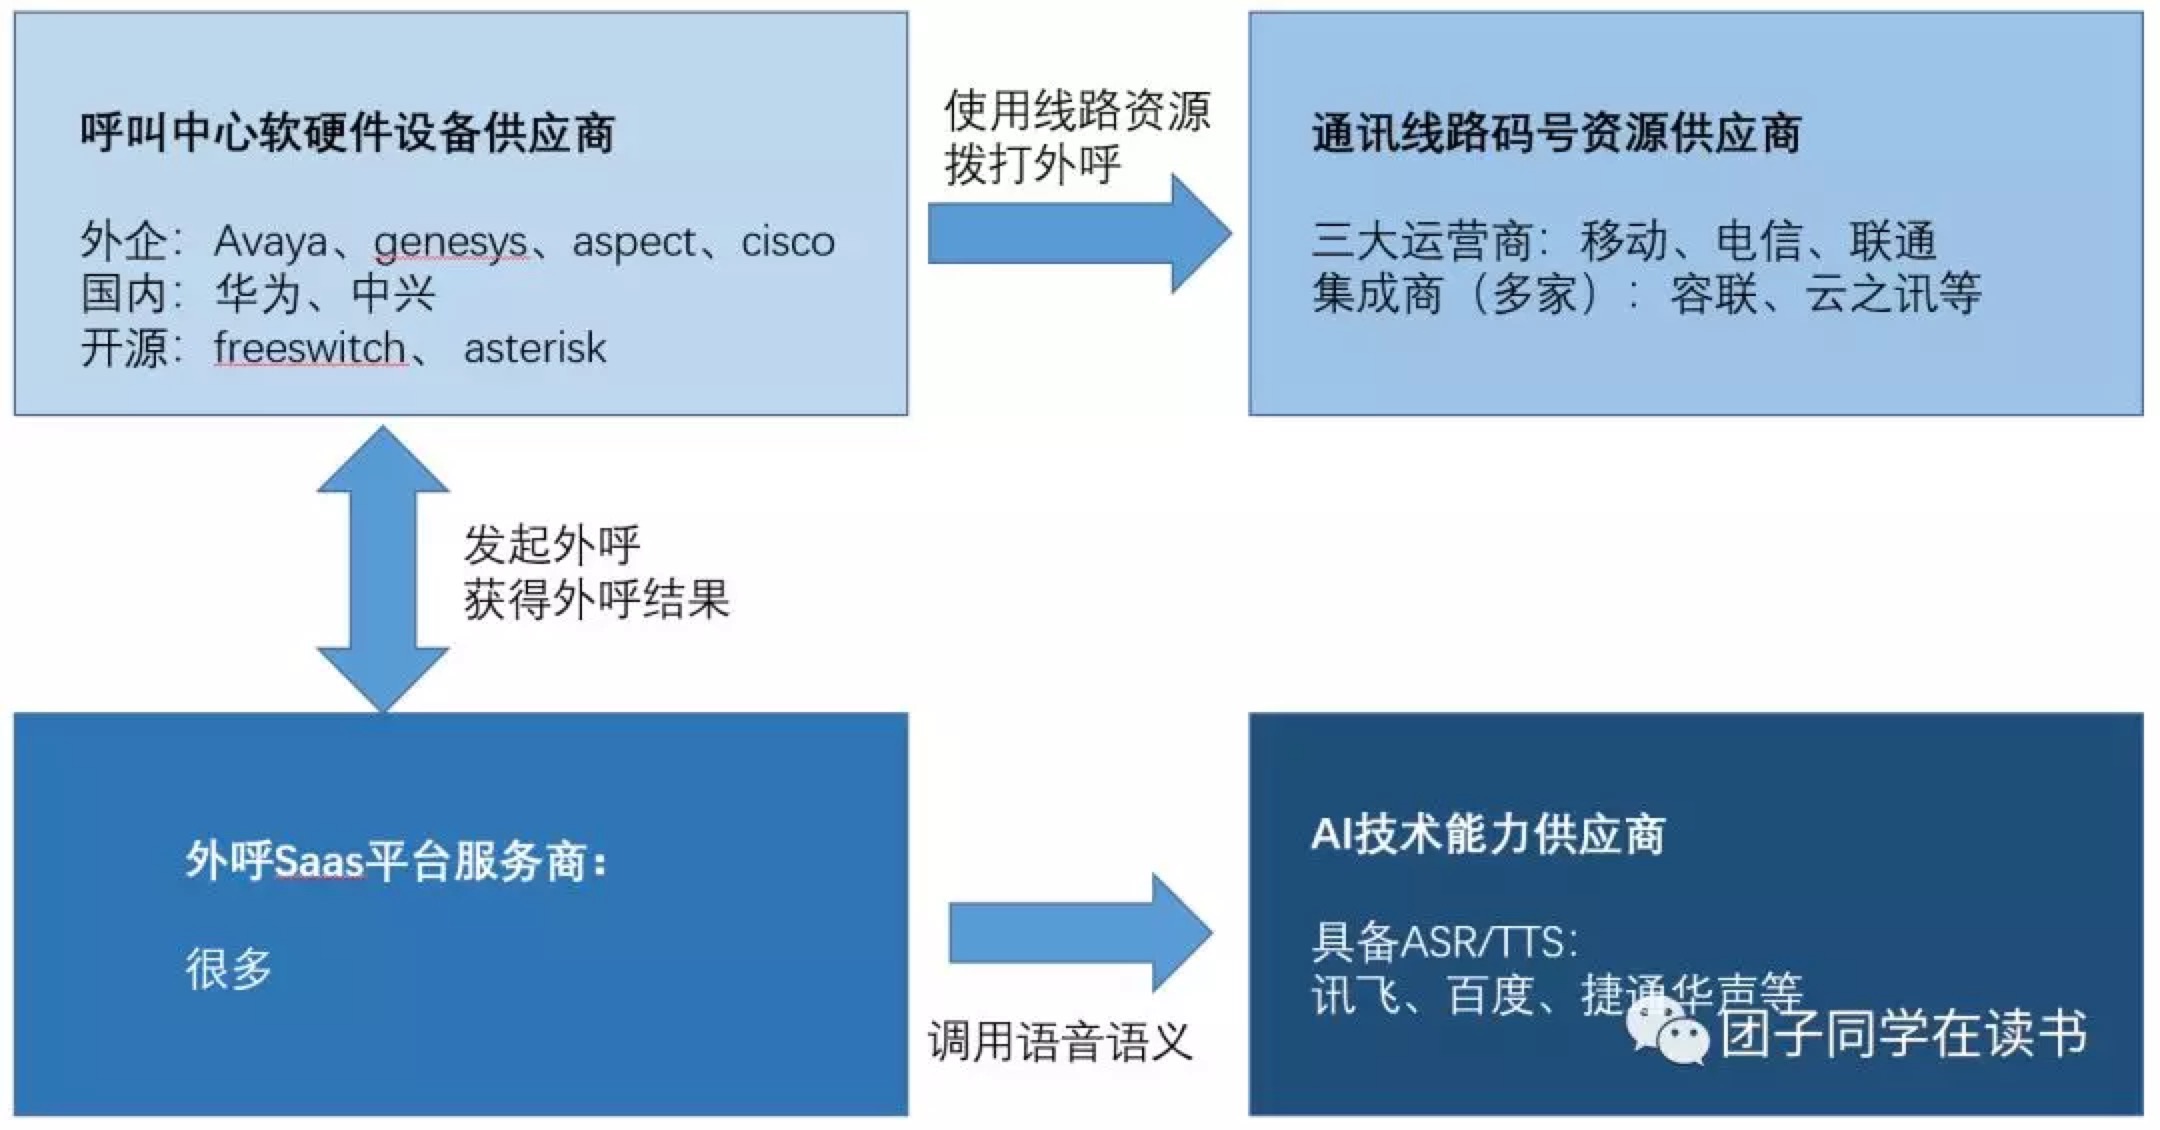 呼叫中心软硬件设备供应商
外企：Avaya、genesys、aspect、cisco
国内：华为、中兴
开源：freeswitch、 asterisk
使用线路资源
拨打外呼
通讯线路码号资源供应商
三大运营商：移动、电信、联通
集成商（多家）：容联、云之讯等
发起外呼
获得外呼结果
外呼Saas平台服务商：
很多
调用语音语义
AI技术能力供应商
具备ASR/TTS：
讯飞、百度、捷通华声等
团子同学在读书